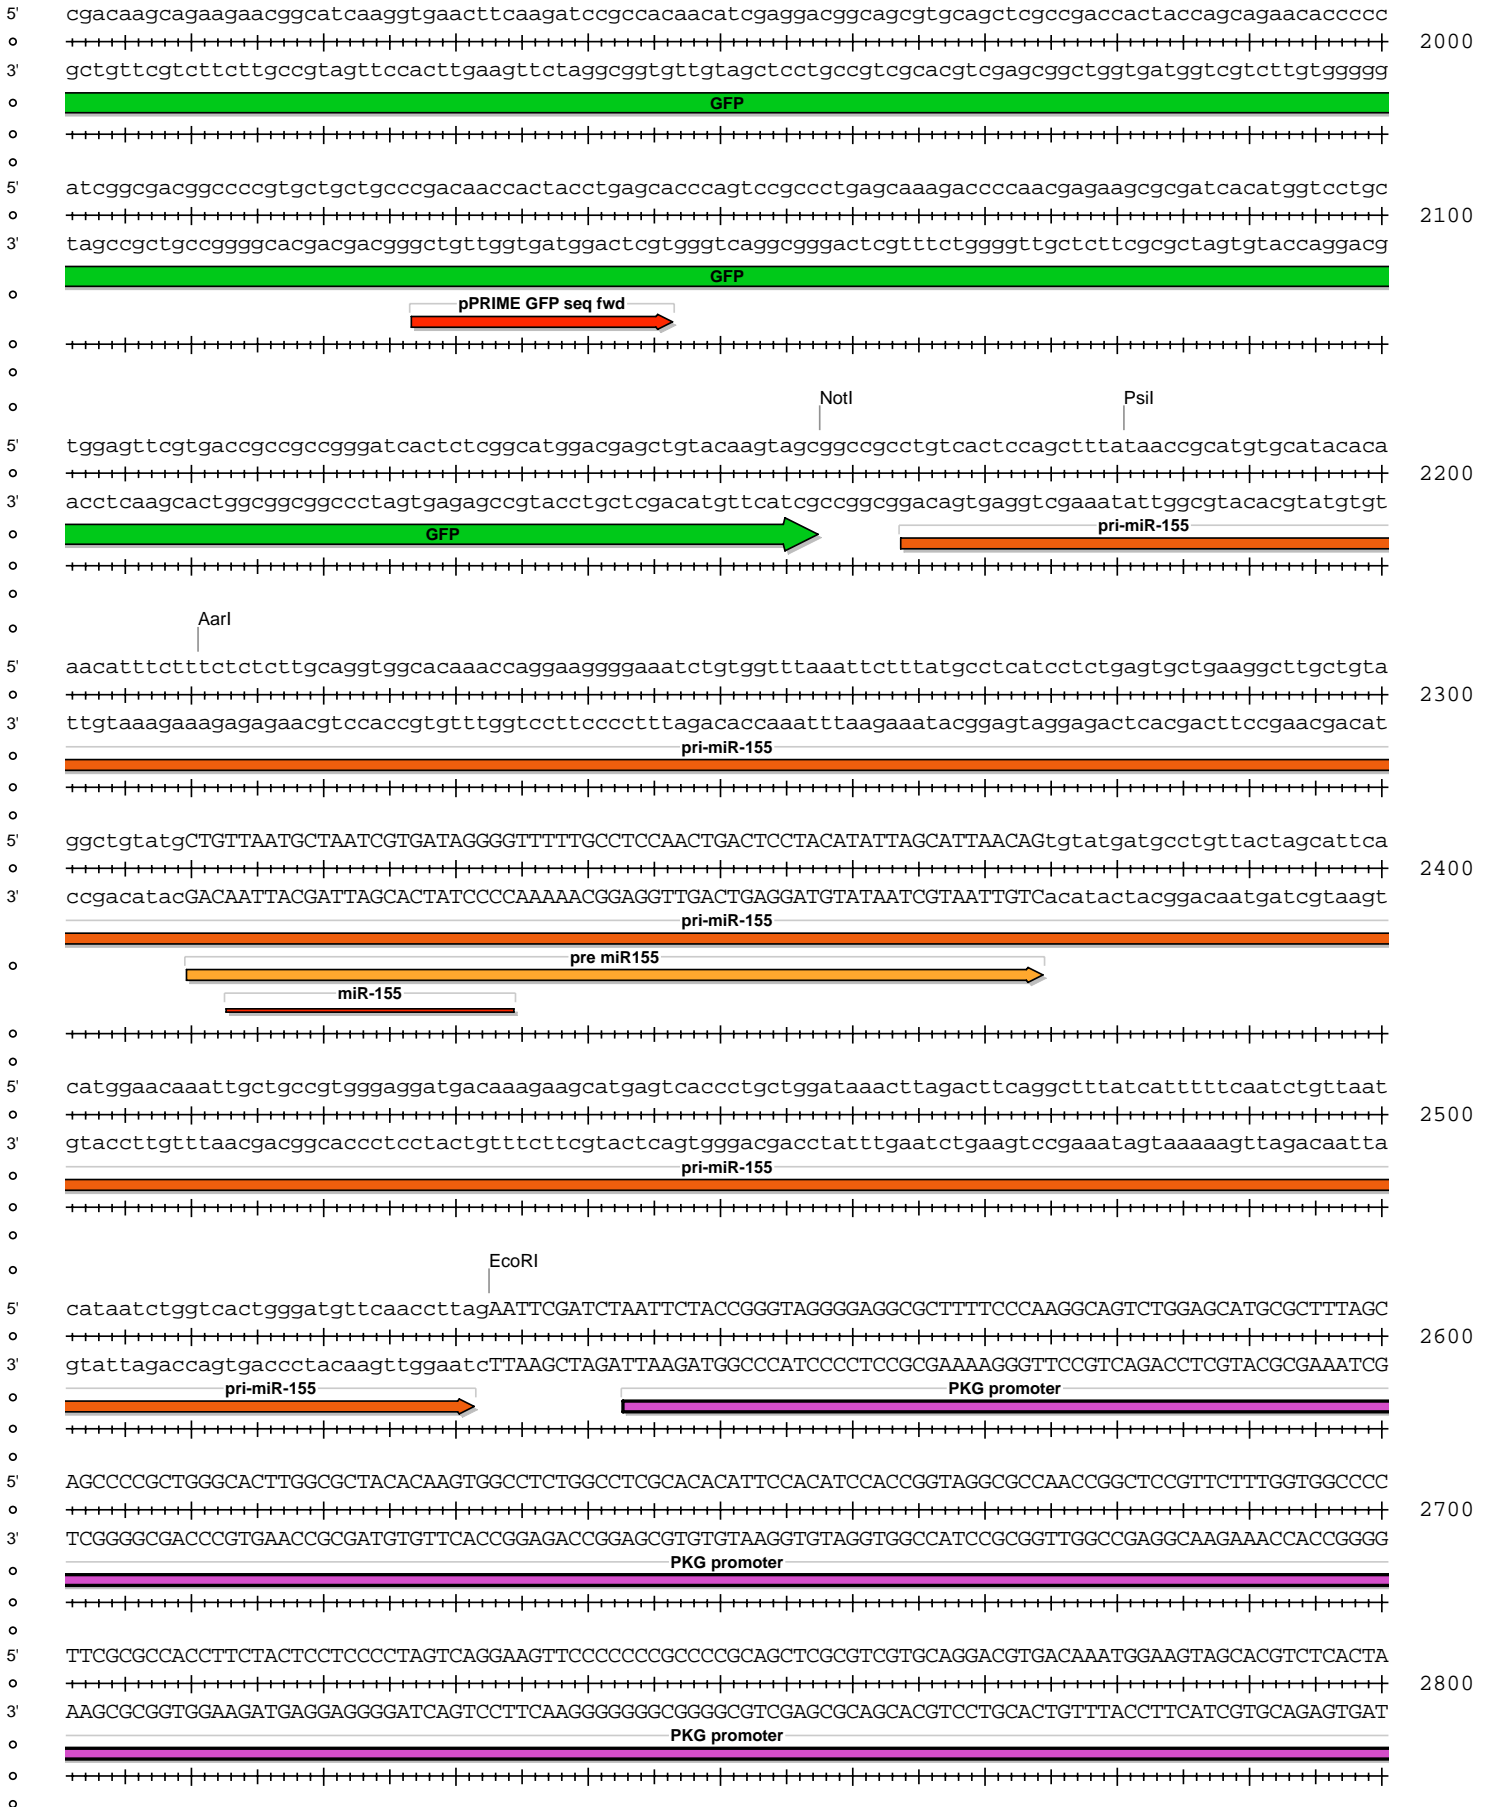 5' cgacaagcagaagaacggcatcaaggtgaacttcaagatccgccacaacatcgaggacggcagcgtgcagctcgccgaccactaccagcagaacaccccc
2000
3' gctgttcgtcttcttgccgtagttccacttgaagttctaggcggtgttgtagctcctgccgtcgcacgtcgagcggctggtgatggtcgtcttgtggggg
GFP
5' atcggcgacggccccgtgctgctgcccgacaaccactacctgagcacccagtccgccctgagcaaagaccccaacgagaagcgcgatcacatggtcctgc
2100
3' tagccgctgccggggcacgacgacgggctgttggtgatggactcgtgggtcaggcgggactcgtttctggggttgctcttcgcgctagtgtaccaggacg
GFP
pPRIME GFP seq fwd
NotI PsiI
5' tggagttcgtgaccgccgccgggatcactctcggcatggacgagctgtacaagtagcggccgcctgtcactccagctttataaccgcatgtgcatacaca
2200
3' acctcaagcactggcggcggccctagtgagagccgtacctgctcgacatgttcatcgccggcggacagtgaggtcgaaatattggcgtacacgtatgtgt
GFP pri-miR-155
AarI
5' aacatttctttctctcttgcaggtggcacaaaccaggaaggggaaatctgtggtttaaattctttatgcctcatcctctgagtgctgaaggcttgctgta
2300
3' ttgtaaagaaagagagaacgtccaccgtgtttggtccttcccctttagacaccaaatttaagaaatacggagtaggagactcacgacttccgaacgacat
pri-miR-155
5' ggctgtatgCTGTTAATGCTAATCGTGATAGGGGTTTTTGCCTCCAACTGACTCCTACATATTAGCATTAACAGtgtatgatgcctgttactagcattca
2400
3' ccgacatacGACAATTACGATTAGCACTATCCCCAAAAACGGAGGTTGACTGAGGATGTATAATCGTAATTGTCacatactacggacaatgatcgtaagt
pri-miR-155
pre miR155
miR-155
5' catggaacaaattgctgccgtgggaggatgacaaagaagcatgagtcaccctgctggataaacttagacttcaggctttatcatttttcaatctgttaat
2500
3' gtaccttgtttaacgacggcaccctcctactgtttcttcgtactcagtgggacgacctatttgaatctgaagtccgaaatagtaaaaagttagacaatta
pri-miR-155
EcoRI
5' cataatctggtcactgggatgttcaaccttagAATTCGATCTAATTCTACCGGGTAGGGGAGGCGCTTTTCCCAAGGCAGTCTGGAGCATGCGCTTTAGC
2600
3' gtattagaccagtgaccctacaagttggaatcTTAAGCTAGATTAAGATGGCCCATCCCCTCCGCGAAAAGGGTTCCGTCAGACCTCGTACGCGAAATCG
pri-miR-155 PKG promoter
5' AGCCCCGCTGGGCACTTGGCGCTACACAAGTGGCCTCTGGCCTCGCACACATTCCACATCCACCGGTAGGCGCCAACCGGCTCCGTTCTTTGGTGGCCCC
2700
3' TCGGGGCGACCCGTGAACCGCGATGTGTTCACCGGAGACCGGAGCGTGTGTAAGGTGTAGGTGGCCATCCGCGGTTGGCCGAGGCAAGAAACCACCGGGG
PKG promoter
5' TTCGCGCCACCTTCTACTCCTCCCCTAGTCAGGAAGTTCCCCCCCGCCCCGCAGCTCGCGTCGTGCAGGACGTGACAAATGGAAGTAGCACGTCTCACTA
2800
3' AAGCGCGGTGGAAGATGAGGAGGGGATCAGTCCTTCAAGGGGGGGCGGGGCGTCGAGCGCAGCACGTCCTGCACTGTTTACCTTCATCGTGCAGAGTGAT
PKG promoter